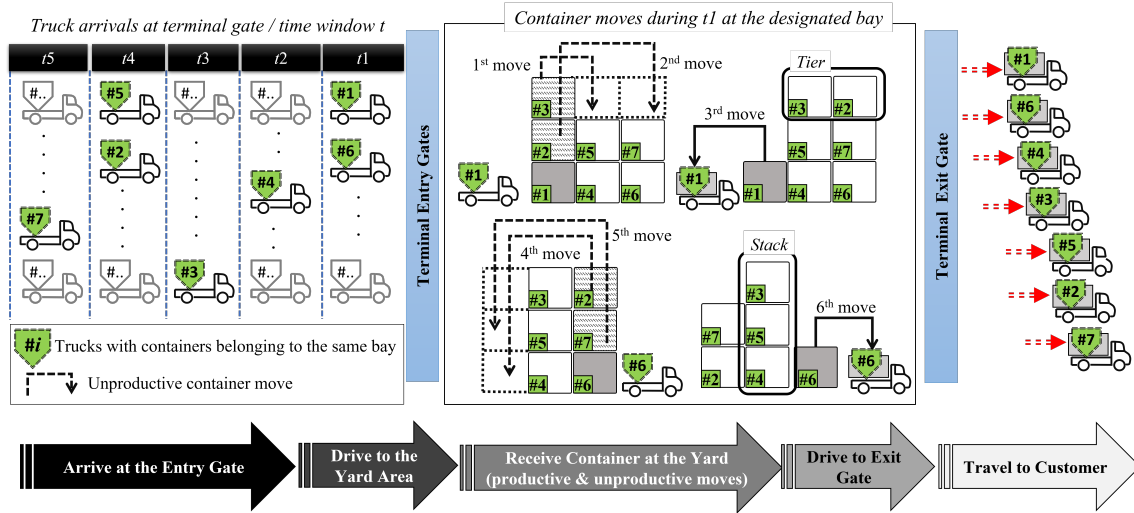 Truck arrivals at terminal gate / time window t
t5 t4 t3 t2 t1
#.. #5 #.. #.. #1
#2 #6
#4
#7
#.. #.. #3 #.. #..
#i Trucks with containers belonging to the same bay
Unproductive container move
Terminal Entry Gates
Container moves during t1 at the designated bay
1st move
2nd move
#3
#2 #5 #7
#1 #1 #4 #6
3rd move
Tier
#3 #2
#5 #7
#1 #1 #4 #6
4th move
5th move
#3 #2
#5 #7
#4 #6 #6
Stack
6th move
#3
#7 #5
#2 #4 #6 #6
Terminal Exit Gate
#1
#6
#4
#3
#5
#2
#7
Arrive at the Entry Gate
Drive to the
Yard Area
Receive Container at the Yard
(productive & unproductive moves)
Drive to Exit
Gate
Travel to Customer